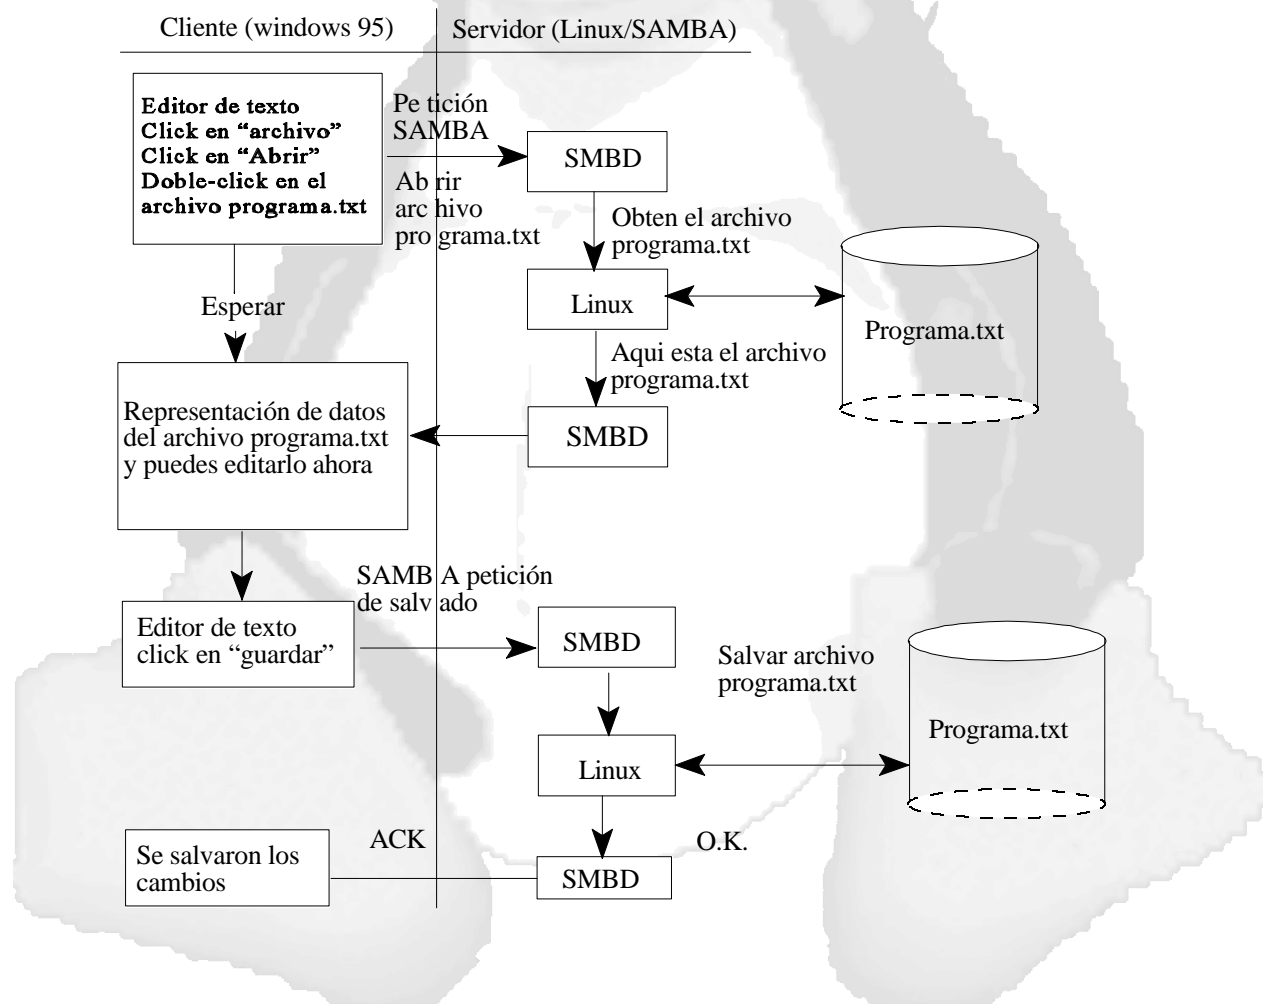 Cliente (windows 95)
Servidor (Linux/SAMBA)
Editor de texto
Click en “archivo”
Click en “Abrir”
Doble-click en el
archivo programa.txt
Pe tición
SAMBA
Ab rir
arc hivo
pro grama.txt
SMBD
Obten el archivo
programa.txt
Esperar
Linux
Programa.txt
Aqui esta el archivo
programa.txt
Representación de datos
del archivo programa.txt
y puedes editarlo ahora
SMBD
SAMB A petición
de salv ado
Editor de texto
click en “guardar”
SMBD
Salvar archivo
programa.txt
Linux
Programa.txt
ACK
O.K.
Se salvaron los
cambios
SMBD